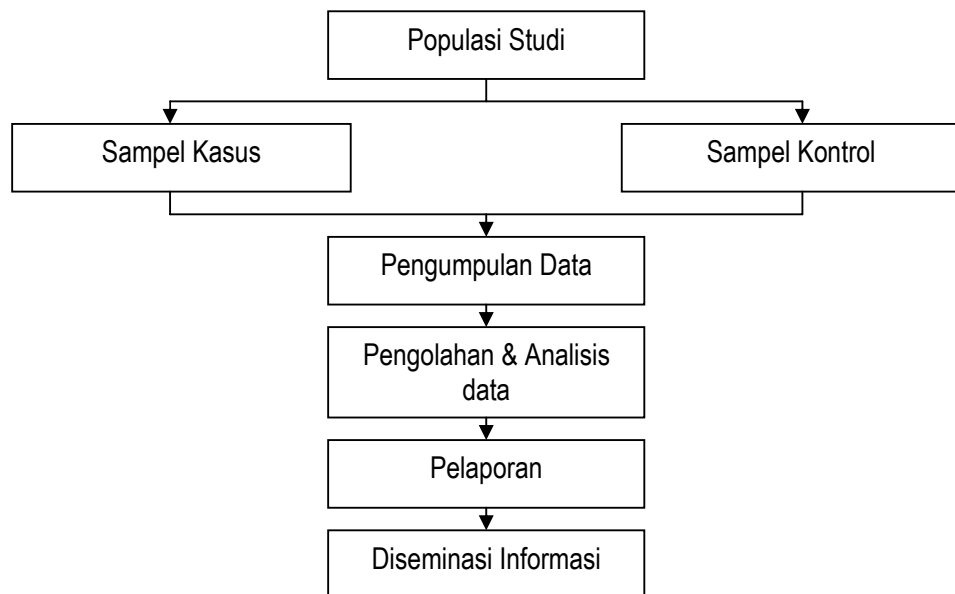 Populasi Studi
Sampel Kasus
Sampel Kontrol
Pengumpulan Data
Pengolahan & Analisis
data
Pelaporan
Diseminasi Informasi